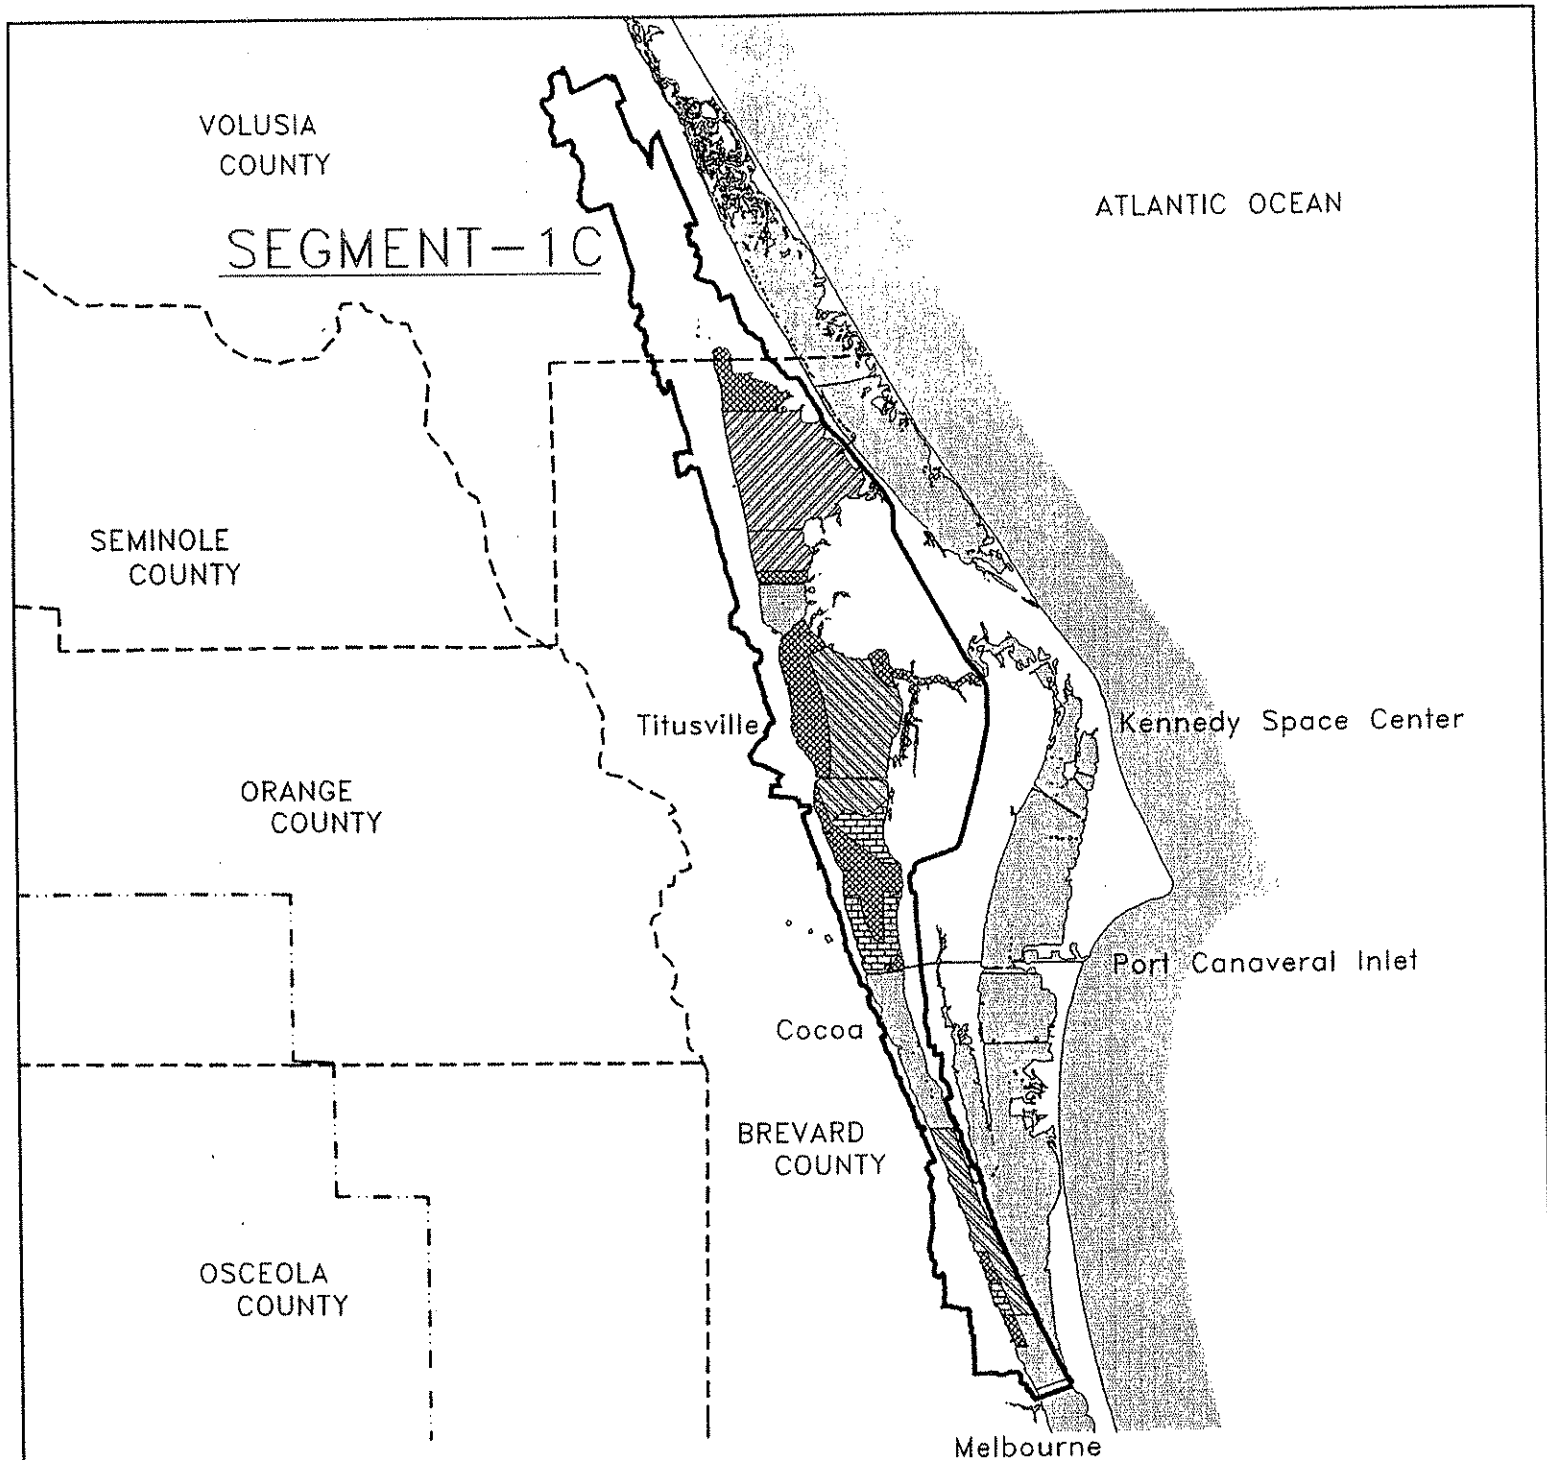 VOLUSIA
COUNTY
ATLANTIC OCEAN
SEGMENT-1C
SEMINOLE
COUNTY
Titusville
Kennedy Space Center
ORANGE
COUNTY
Port Canaveral Inlet
Cocoa
BREVARD
COUNTY
OSCEOLA
COUNTY
Melbourne